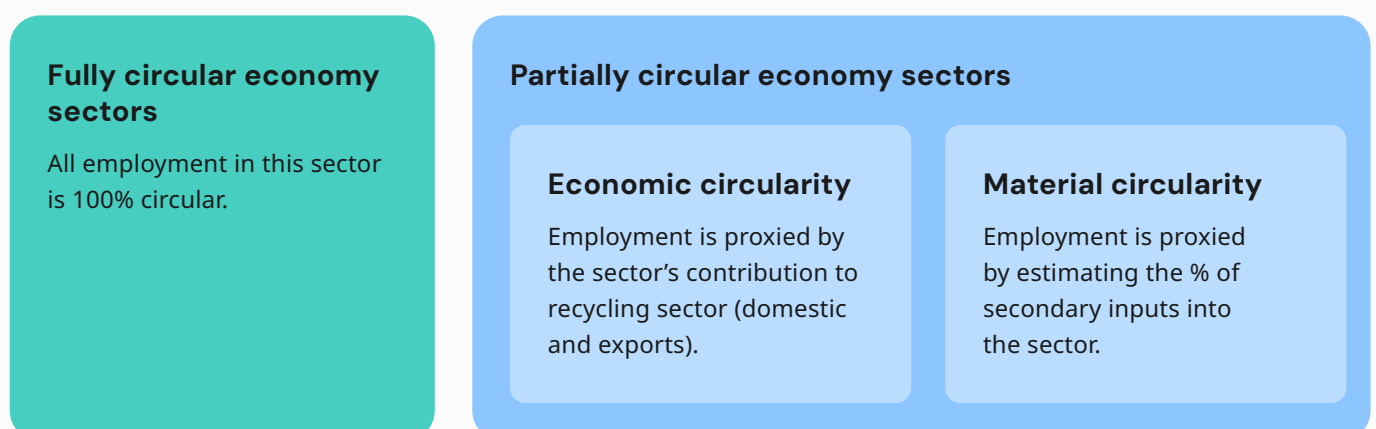 Fully circular economy
sectors
All employment in this sector
is 100% circular.
Partially circular economy sectors
Economic circularity
Employment is proxied by
the sector’s contribution to
recycling sector (domestic
and exports).
Material circularity
Employment is proxied
by estimating the % of
secondary inputs into
the sector.